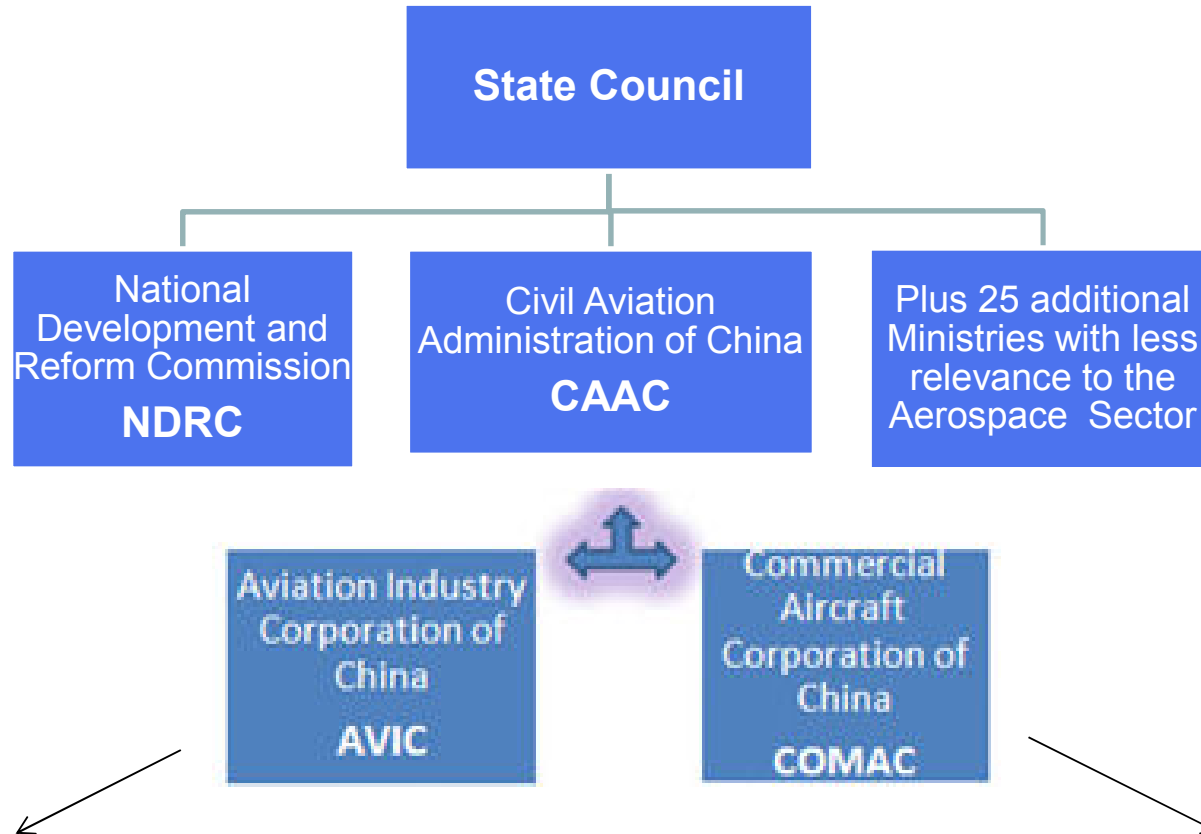 State Council
National
Development and
Reform Commission
NDRC
Civil Aviation
Administration of China
CAAC
Plus 25 additional
Ministries with less
relevance to the
Aerospace Sector
Aviation Industry
Corporation of
China
AVIC
Commercial
Aircraft
Corporation of
China
COMAC